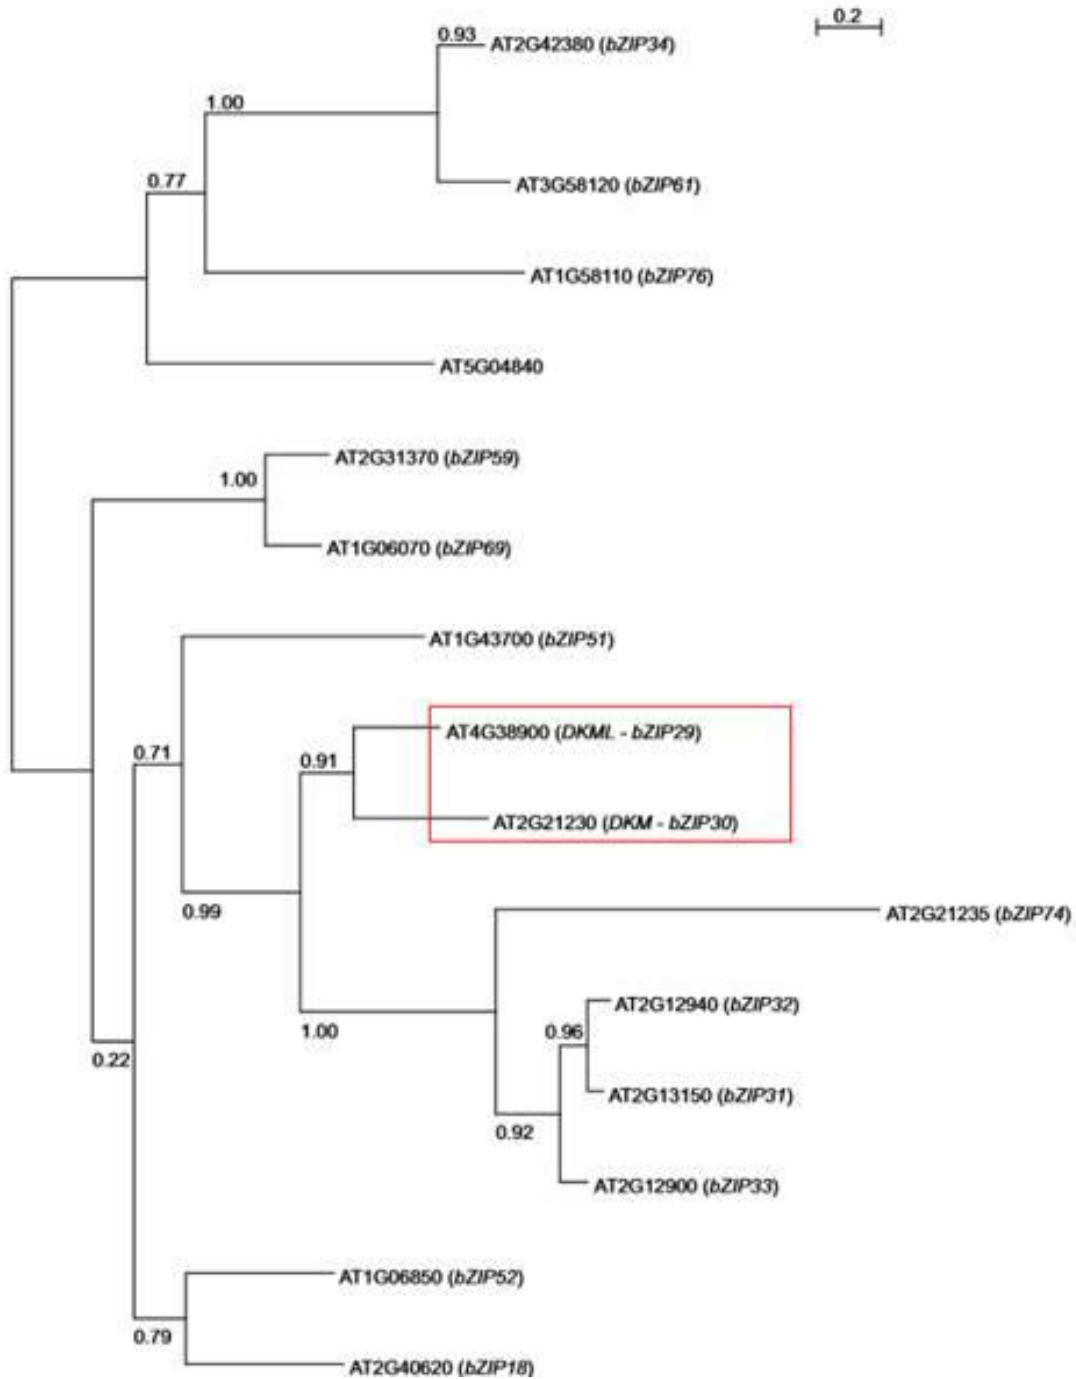 0.2
0.93
AT2G42380 (bZIP34)
1.00
0.77
AT3G58120 (bZIP61)
AT1G58110 (bZIP76)
AT5G04840
AT2G31370 (bZIP59)
1.00
AT1G06070 (bZIP69)
AT1G43700 (bZIP51)
AT4G38900 (DKML - bZIP29)
0.71
0.91
AT2G21230 (DKM - bZIP30)
0.99
AT2G21235 (bZIP74)
AT2G12940 (bZIP32)
1.00
0.96
0.22
AT2G13150 (bZIP31)
0.92
AT2G12900 (bZIP33)
AT1G06850 (bZIP52)
0.79
AT2G40620 (bZIP18)